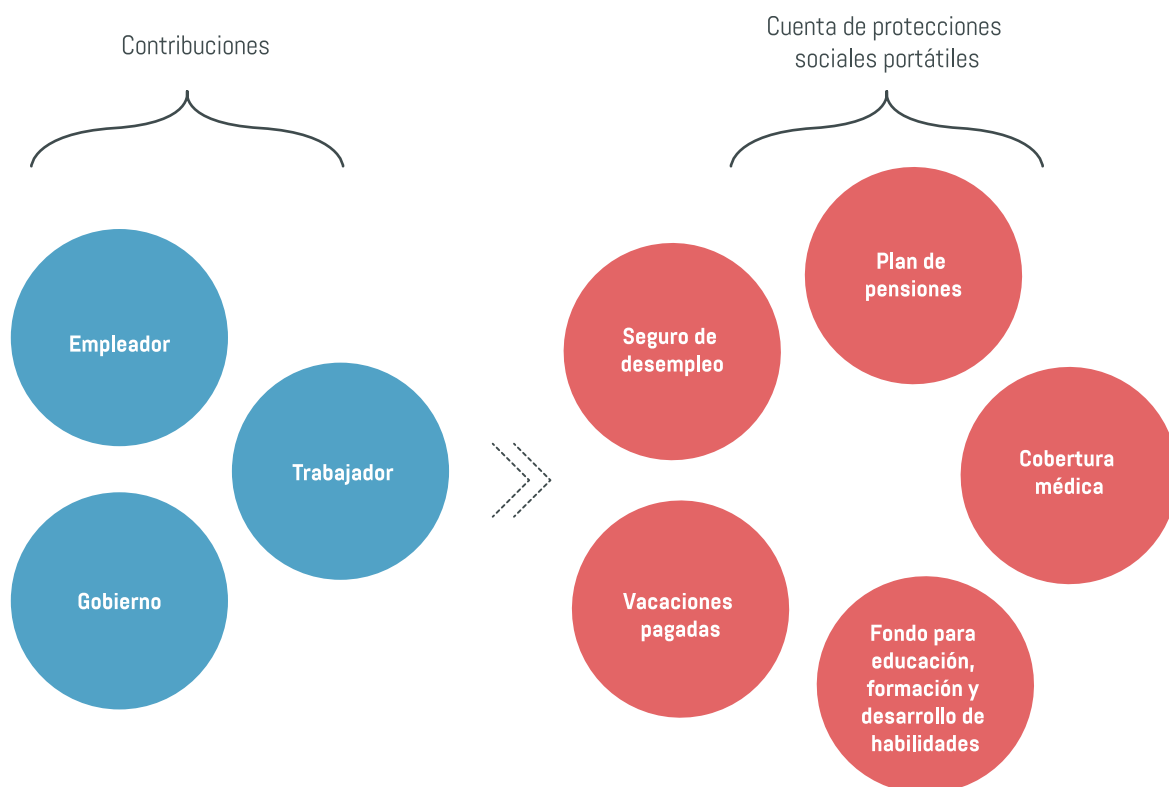 Contribuciones
Cuenta de protecciones
sociales portátiles
Empleador
Trabajador
Gobierno
Plan de
pensiones
Seguro de
desempleo
Cobertura
médica
Vacaciones
pagadas
Fondo para
educación,
formación y
desarrollo de
habilidades